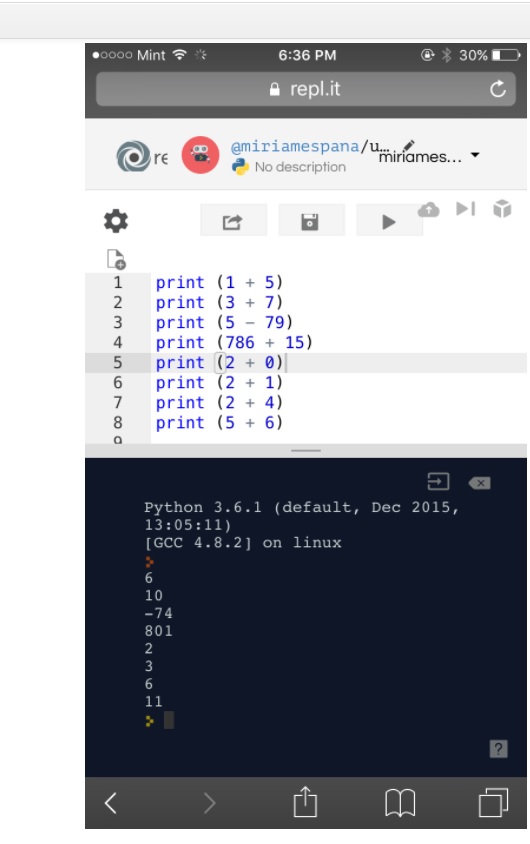 Mint 6:36 PM 30%
repl.it
re @miriamespana/u... miriames...
No description
1 print (1 + 5)
2 print (3 + 7)
3 print (5 - 79)
4 print (786 + 15)
5 print (2 + 0)
6 print (2 + 1)
7 print (2 + 4)
8 print (5 + 6)
9
Python 3.6.1 (default, Dec 2015,
13:05:11)
[GCC 4.8.2] on linux
6
10
-74
801
2
3
6
11
?